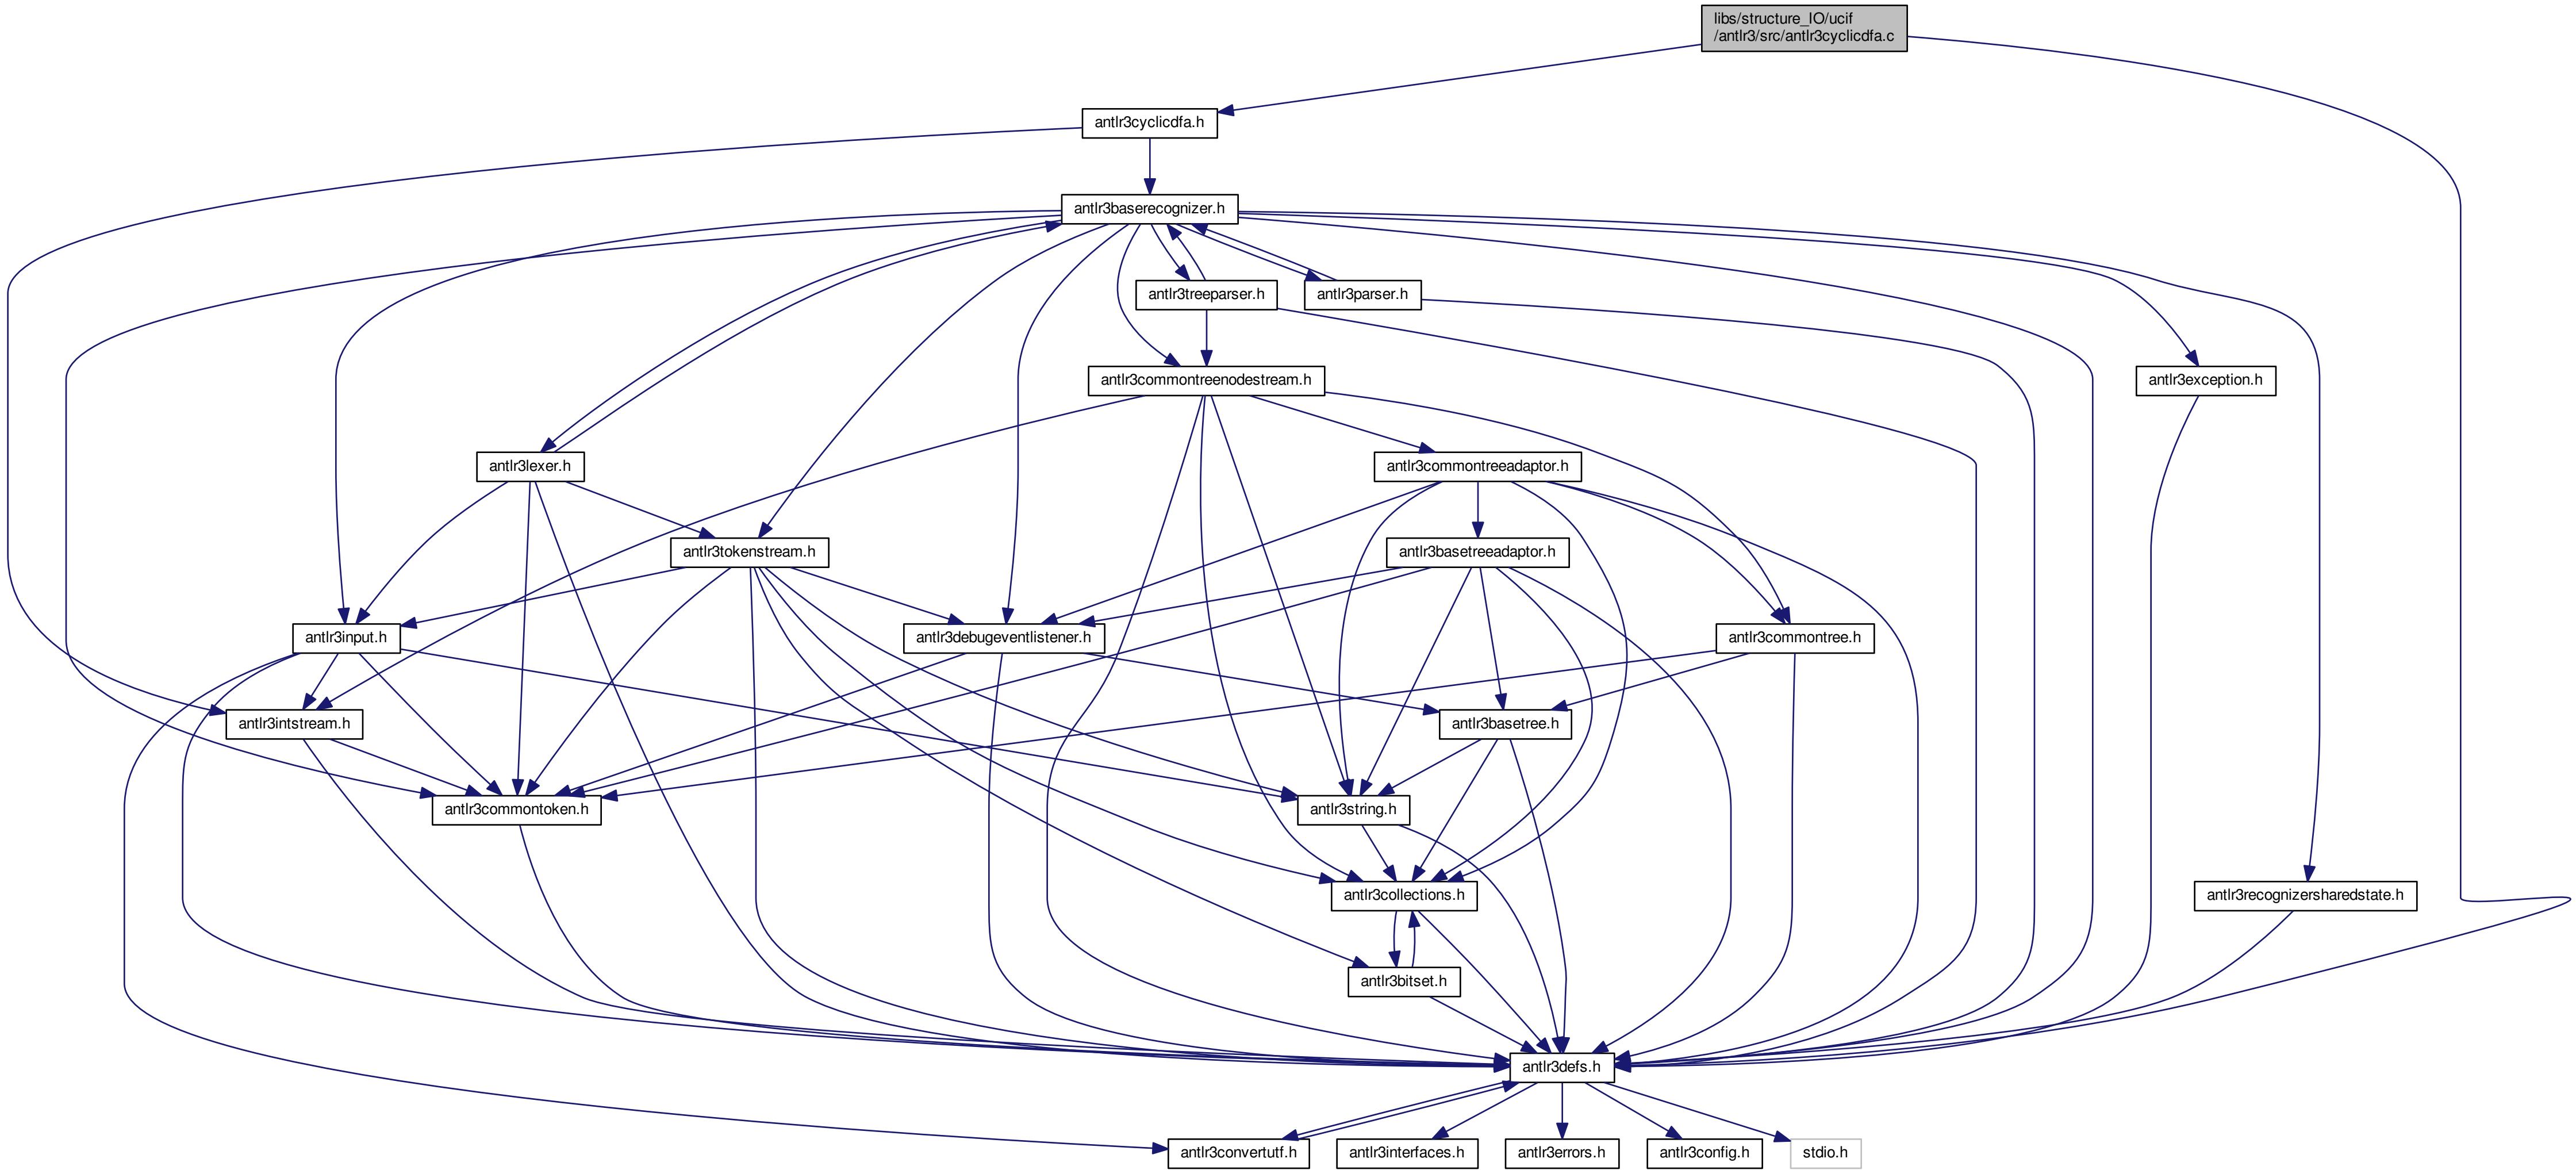 libs/structure_IO/ucif
/antlr3/src/antlr3cyclicdfa.c
antlr3cyclicdfa.h
antlr3baserecognizer.h
antlr3treeparser.h
antlr3parser.h
antlr3commontreenodestream.h
antlr3exception.h
antlr3lexer.h
antlr3commontreeadaptor.h
antlr3tokenstream.h
antlr3basetreeadaptor.h
antlr3input.h
antlr3debugeventlistener.h
antlr3commontree.h
antlr3intstream.h
antlr3basetree.h
antlr3commontoken.h
antlr3string.h
antlr3collections.h
antlr3recognizersharedstate.h
antlr3bitset.h
antlr3defs.h
antlr3convertutf.h
antlr3interfaces.h
antlr3errors.h
antlr3config.h
stdio.h